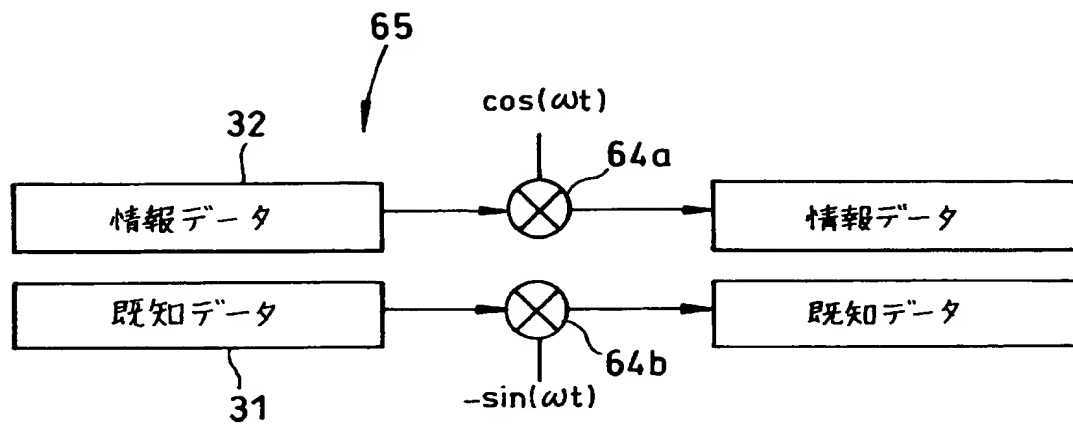 65
cos(ωt)
32
64a
情報データ
情報データ
既知データ
既知データ
64b
-sin(ωt)
31